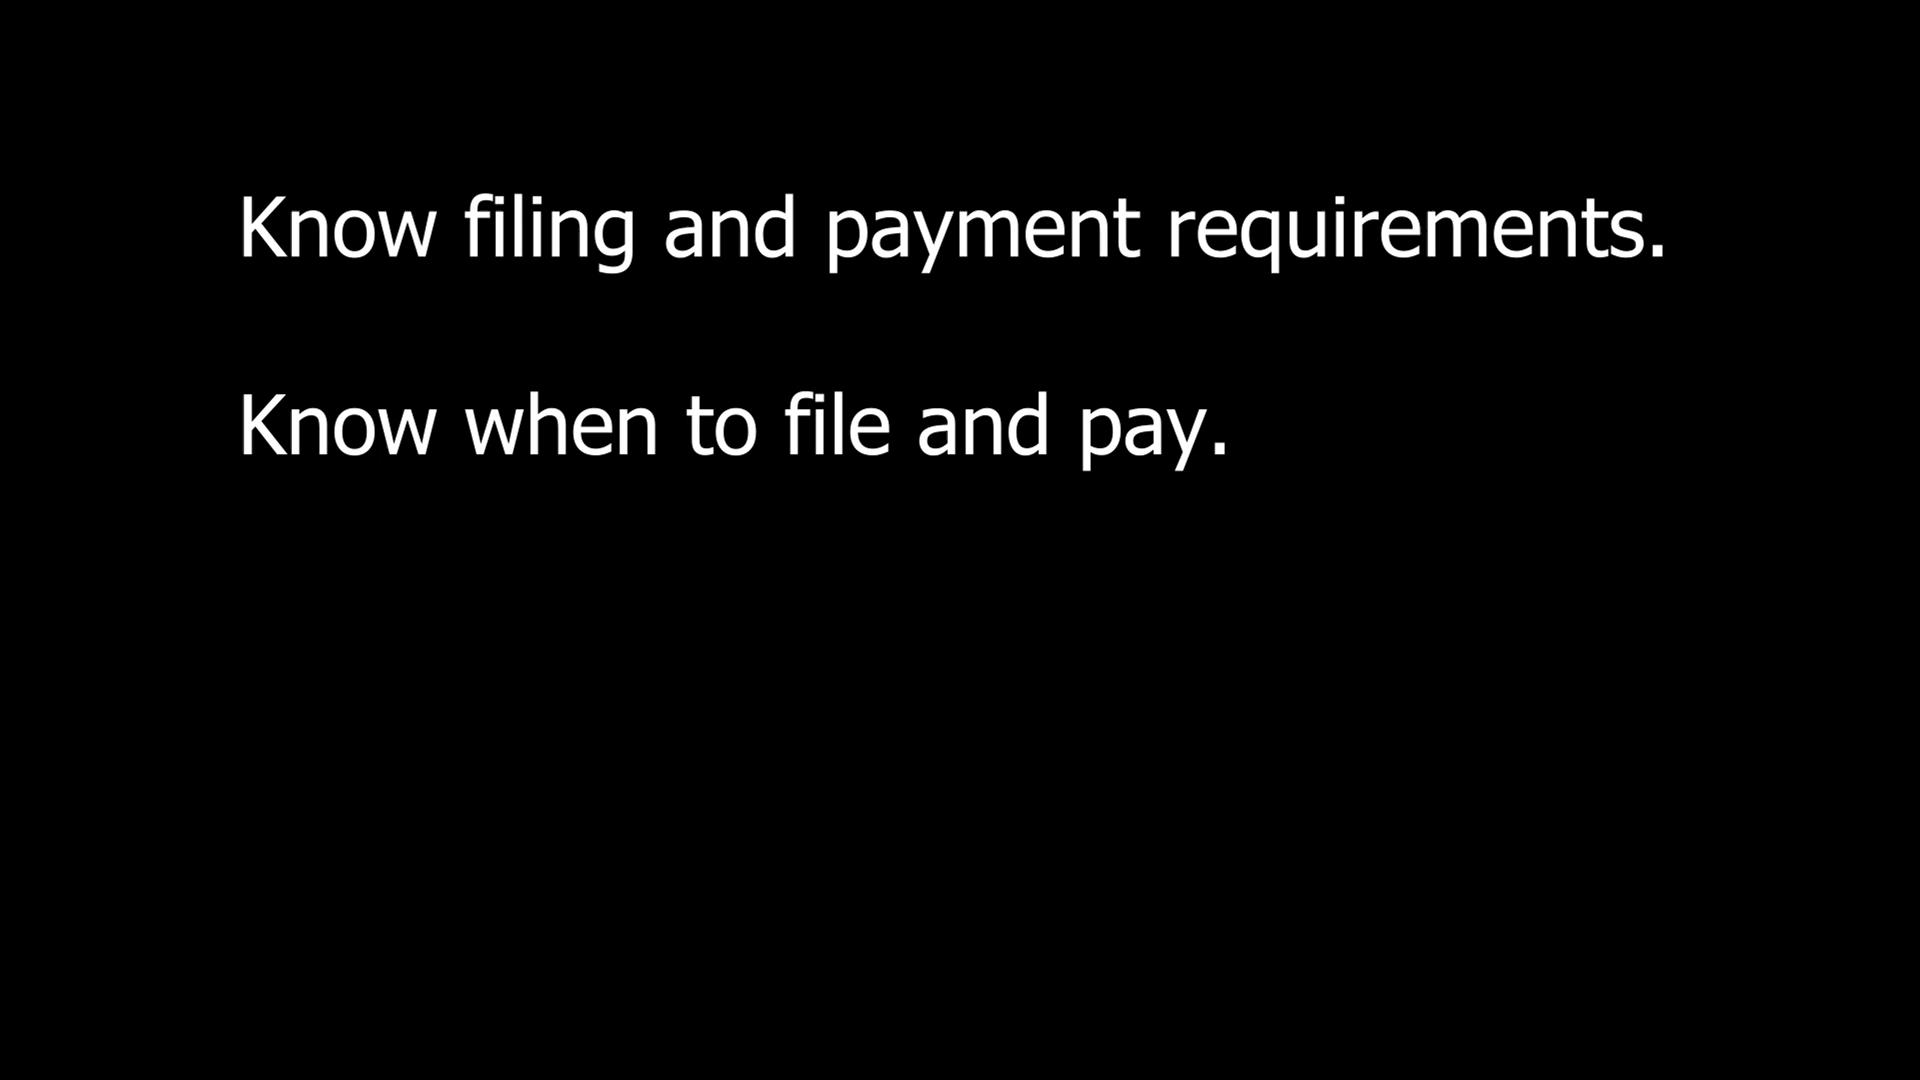 Know filing and payment requirements.
Know when to file and pay.